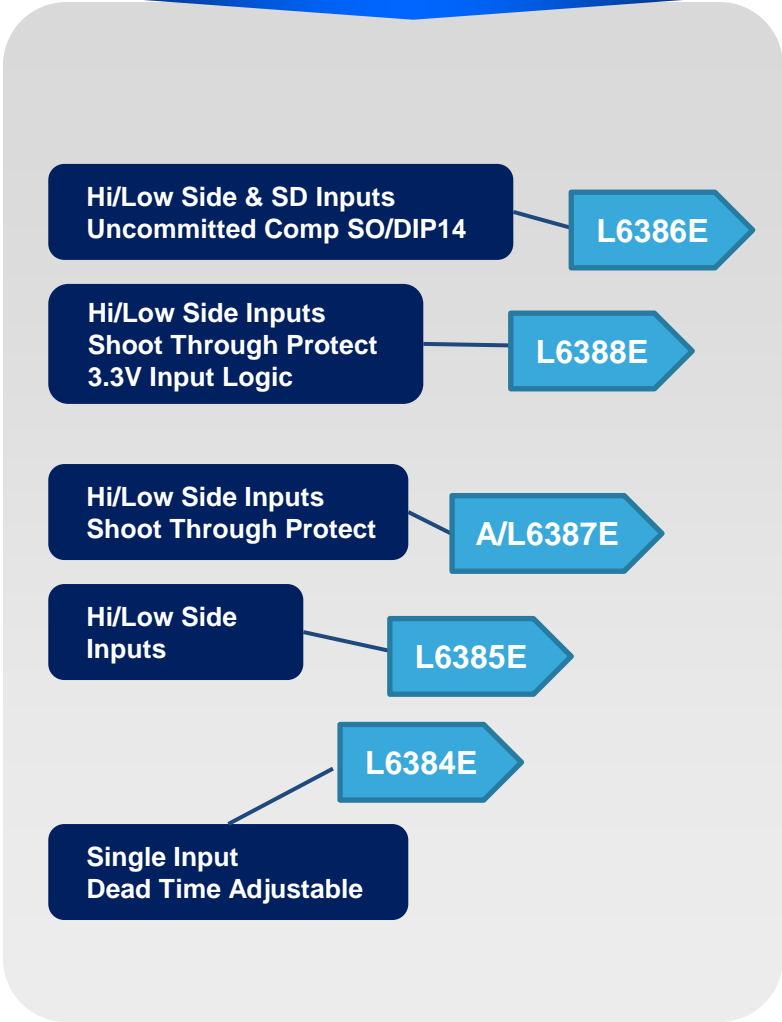 Hi/Low Side & SD Inputs
Uncommitted Comp SO/DIP14
L6386E
Hi/Low Side Inputs
Shoot Through Protect
3.3V Input Logic
L6388E
Hi/Low Side Inputs
Shoot Through Protect
A/L6387E
Hi/Low Side
Inputs
L6385E
L6384E
Single Input
Dead Time Adjustable